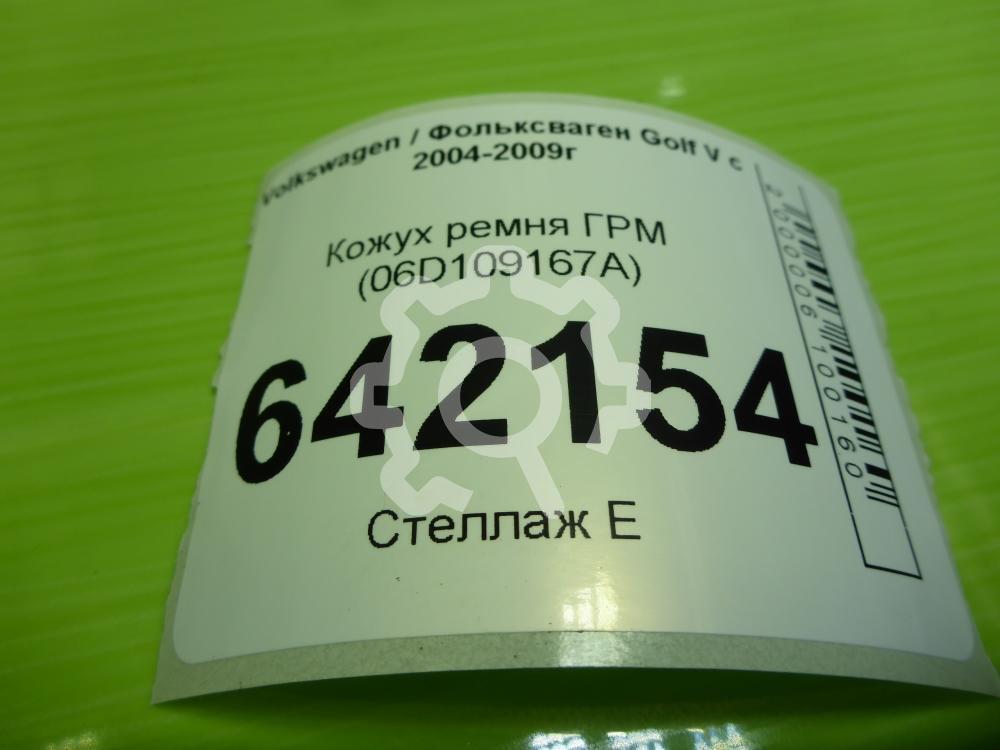 Volkswagen / Фольксваген Golf V с
2004-2009г
Кожух ремня ГРМ
(06D109167A)
642154
Стеллаж Е
2000006100160